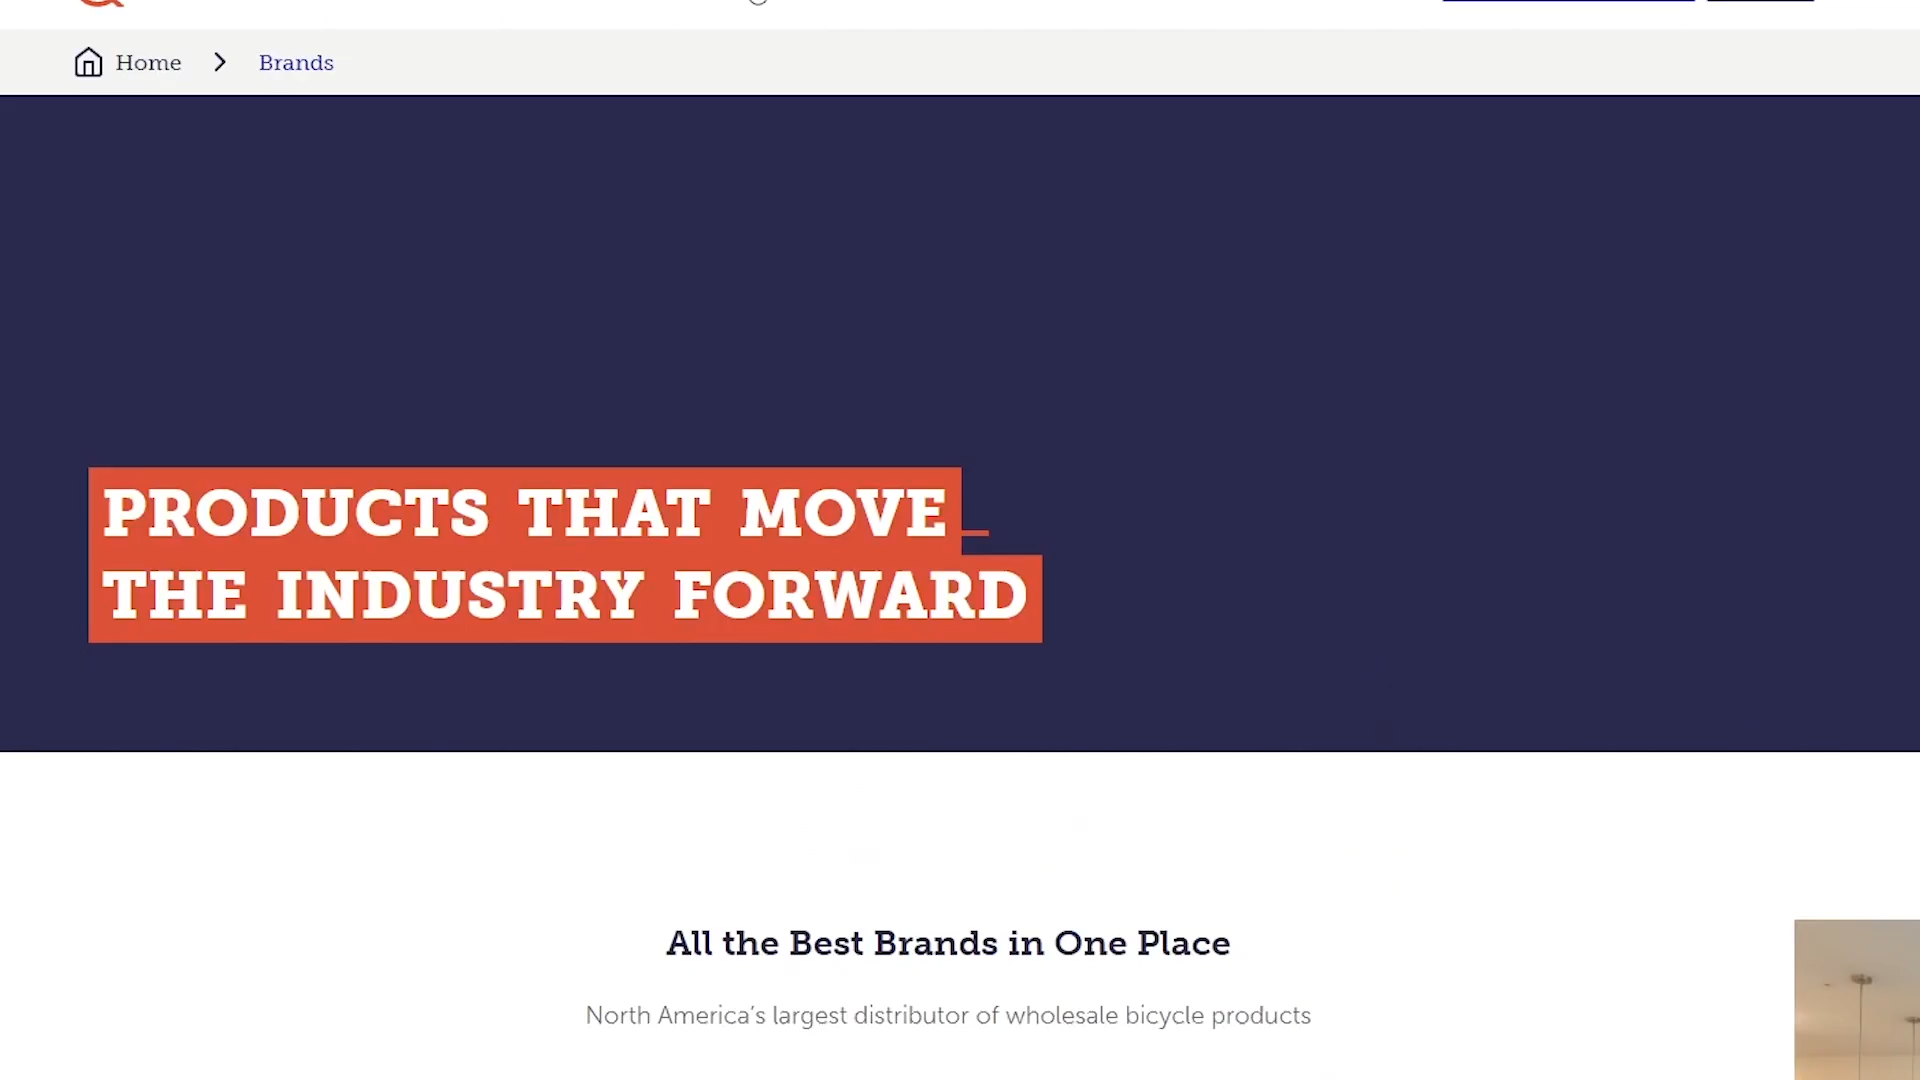 Home > Brands
PRODUCTS THAT MOVE
THE INDUSTRY FORWARD
All the Best Brands in One Place
North America's largest distributor of wholesale bicycle products